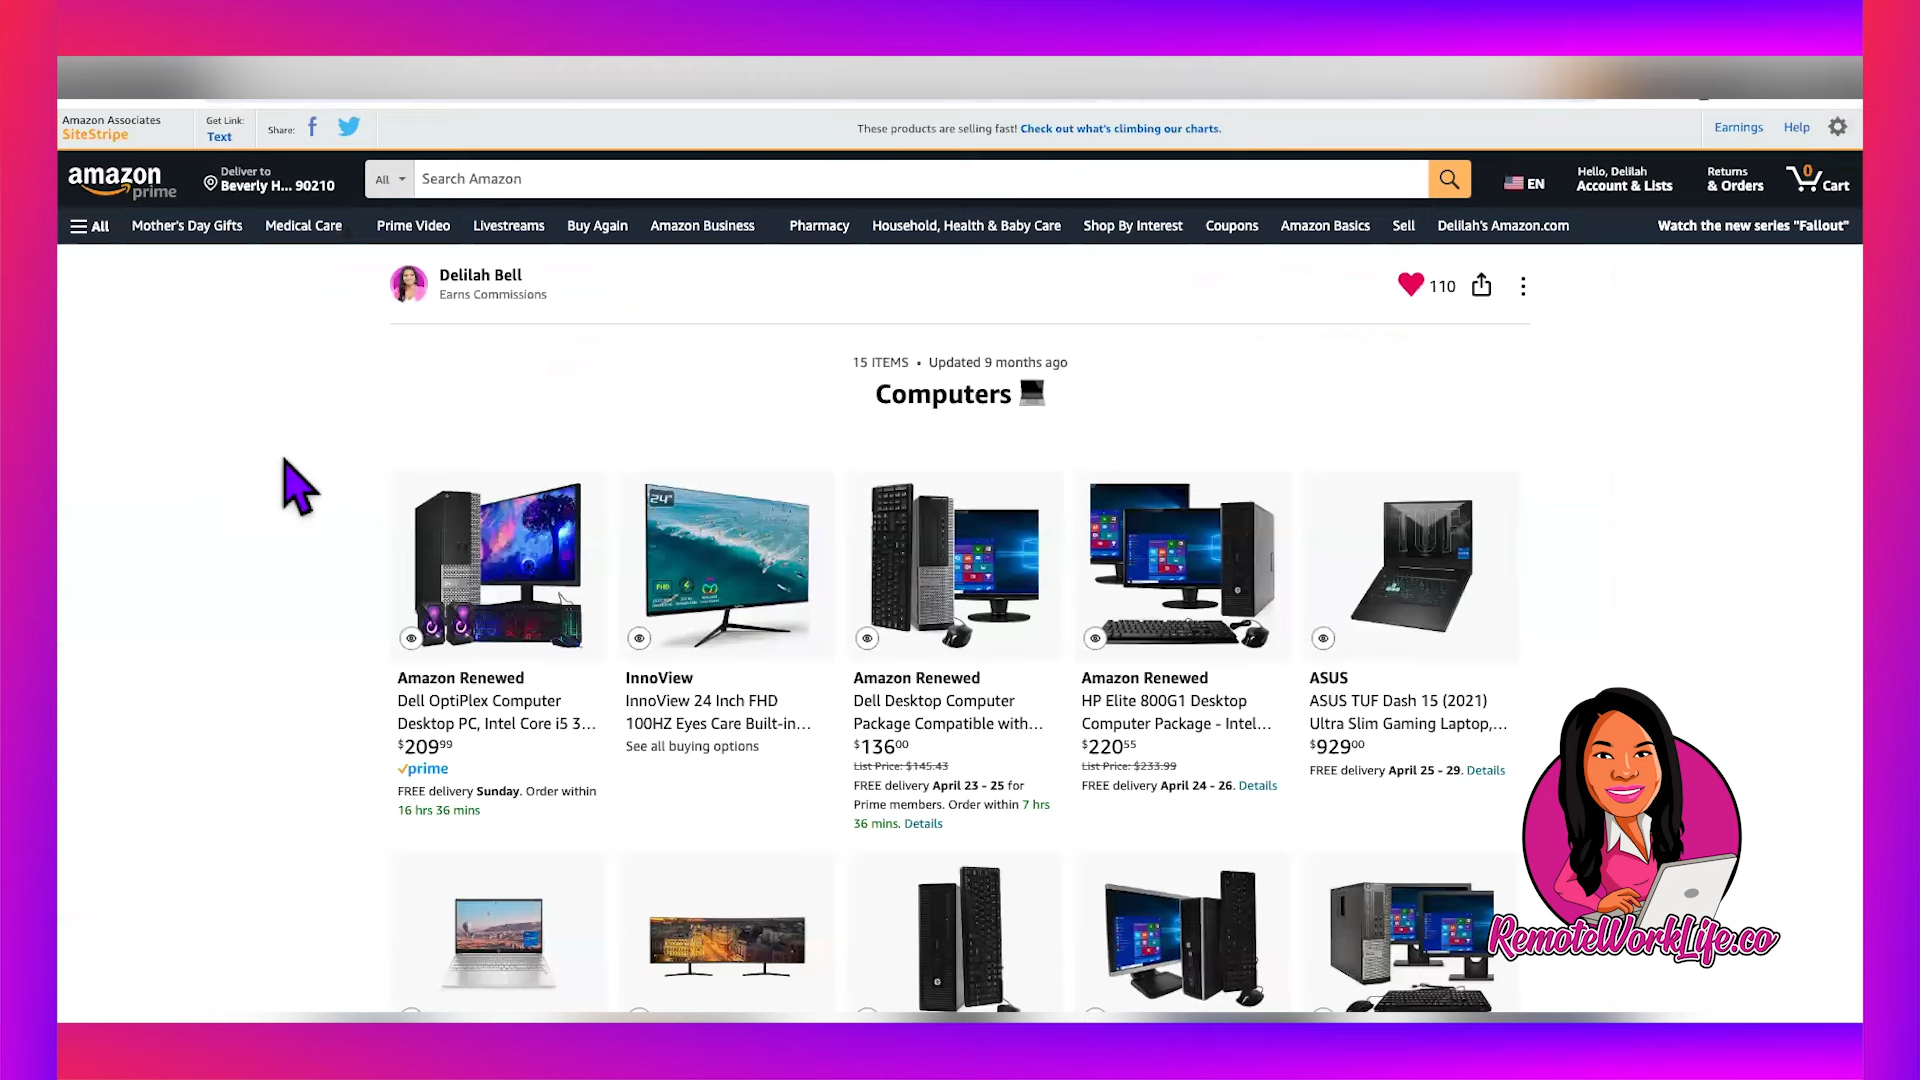 Amazon Associates
SiteStripe
Get Link:
Text
Share:
These products are selling fast! Check out what's climbing our charts.
Earnings
Help
amazon
prime
Deliver to
Beverly H... 90210
All
Search Amazon
EN
Hello, Delilah
Account & Lists
Returns
& Orders
0
Cart
All
Mother's Day Gifts
Medical Care
Prime Video
Livestreams
Buy Again
Amazon Business
Pharmacy
Household, Health & Baby Care
Shop By Interest
Coupons
Amazon Basics
Sell
Delilah's Amazon.com
Watch the new series "Fallout"
Delilah Bell
Earns Commissions
110
15 ITEMS • Updated 9 months ago
Computers
24"
FHD
TUF
Amazon Renewed
Dell OptiPlex Computer
Desktop PC, Intel Core i5 3...
$20999
prime
FREE delivery Sunday. Order within
16 hrs 36 mins
InnoView
InnoView 24 Inch FHD
100HZ Eyes Care Built-in...
See all buying options
Amazon Renewed
Dell Desktop Computer
Package Compatible with...
$13600
List Price: $145.43
FREE delivery April 23 - 25 for
Prime members. Order within 7 hrs
36 mins. Details
Amazon Renewed
HP Elite 800G1 Desktop
Computer Package - Intel...
$22055
List Price: $233.99
FREE delivery April 24 - 26. Details
ASUS
ASUS TUF Dash 15 (2021)
Ultra Slim Gaming Laptop,...
$92900
FREE delivery April 25 - 29. Details
RemoteWorkLife.co